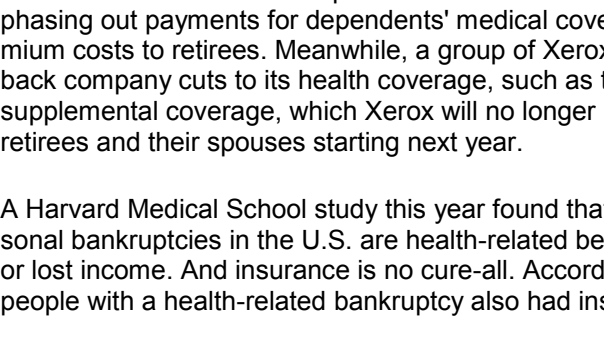 phasing out payments for dependents' medical cove
mium costs to retirees. Meanwhile, a group of Xerox
back company cuts to its health coverage, such as t
supplemental coverage, which Xerox will no longer
retirees and their spouses starting next year.
A Harvard Medical School study this year found tha
sonal bankruptcies in the U.S. are health-related be
or lost income. And insurance is no cure-all. Accord
people with a health-related bankruptcy also had ins